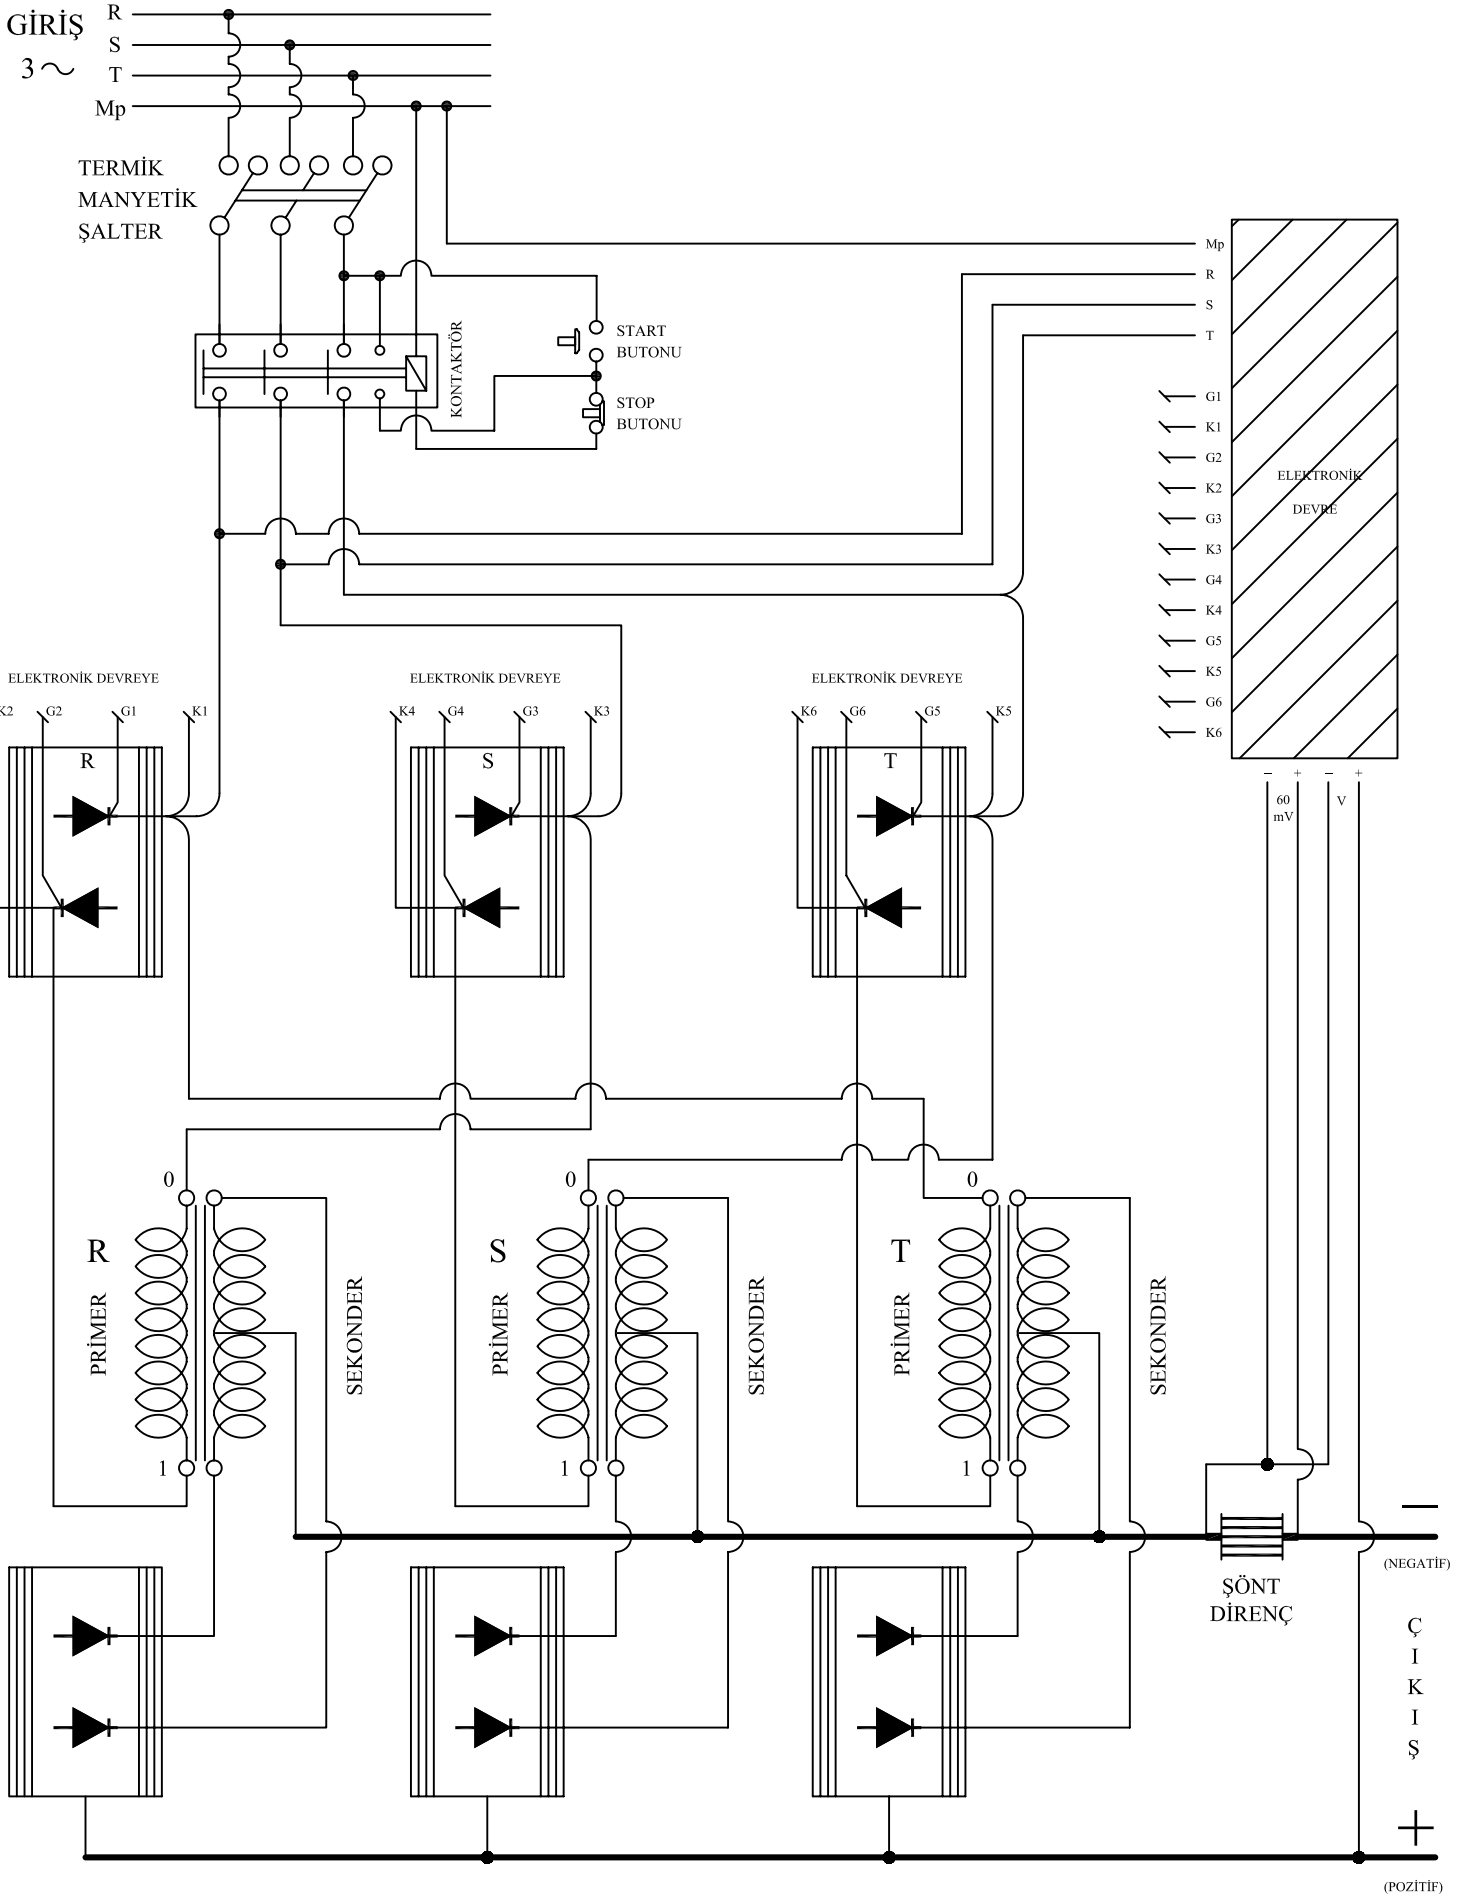 GİRİŞ
3
R
S
T
Mp
TERMİK
MANYETİK
ŞALTER
KONTAKTÖR
START
BUTONU
STOP
BUTONU
Mp
R
S
T
G1
K1
G2
K2
G3
K3
G4
K4
G5
K5
G6
K6
ELEKTRONİK
DEVRE
− + − +
60
mV
V
ELEKTRONİK DEVREYE
K2 G2 G1 K1
R
ELEKTRONİK DEVREYE
K4 G4 G3 K3
S
ELEKTRONİK DEVREYE
K6 G6 G5 K5
T
0
R
PRİMER
SEKONDER
1
0
S
PRİMER
SEKONDER
1
0
T
PRİMER
SEKONDER
1
−
(NEGATİF)
ŞÖNT
DİRENÇ
Ç
I
K
I
Ş
+
(POZİTİF)